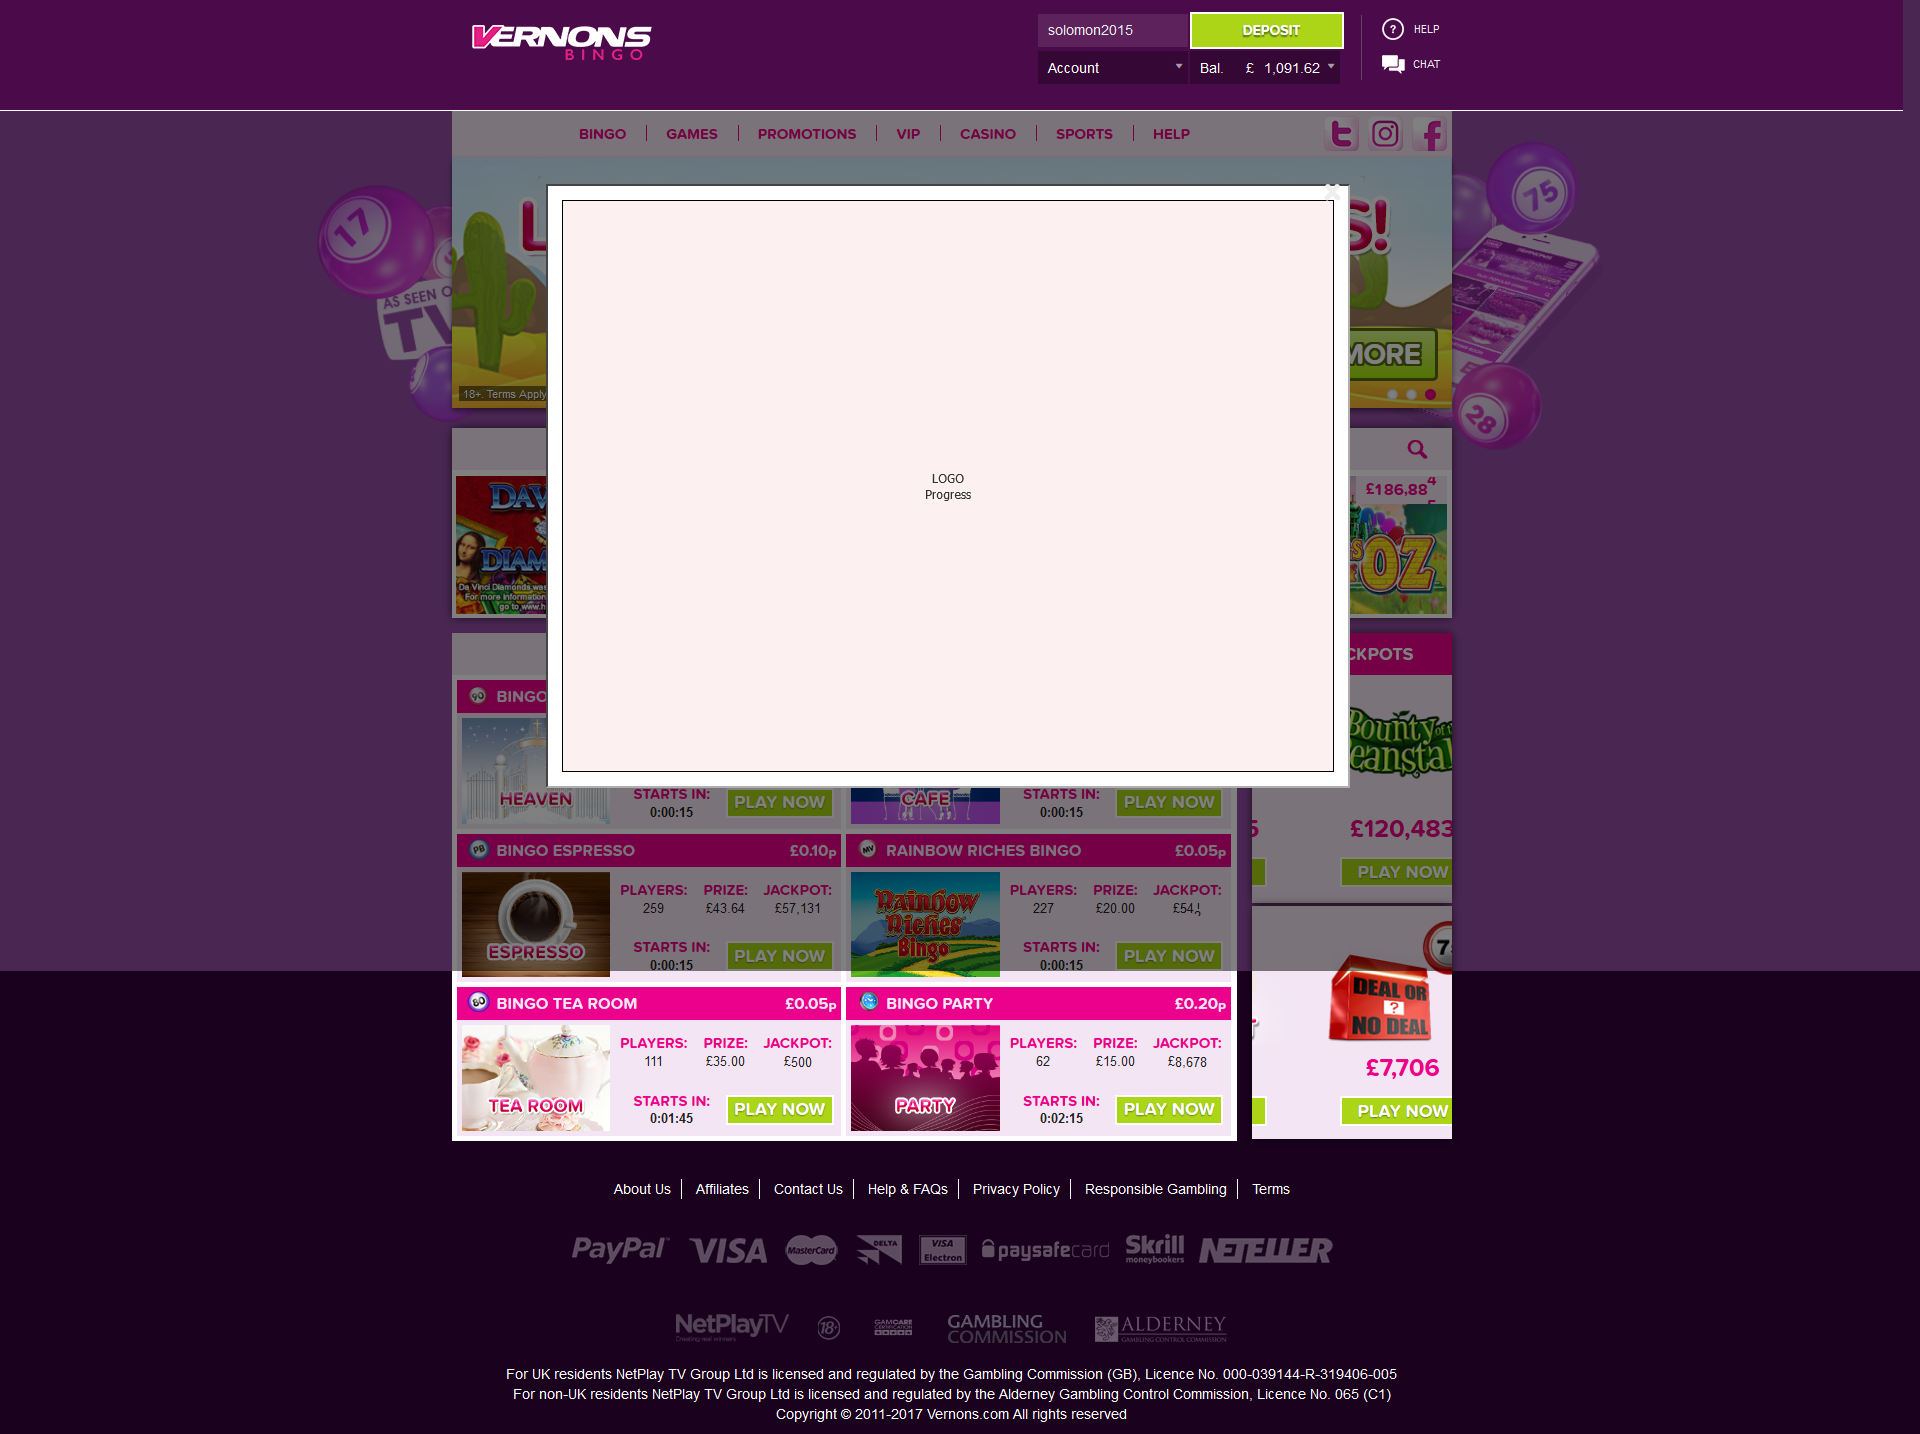 VERNONS
BINGO
solomon2015
DEPOSIT
Account
Bal. £ 1,091.62
? HELP
CHAT
BINGO
GAMES
PROMOTIONS
VIP
CASINO
SPORTS
HELP
17
AS SEEN O
TV
75
28
S!
MORE
18+. Terms Apply
LOGO
Progress
£186,88
OZ
Da Vinci Diamonds was
For more information
go to www.h
CKPOTS
90 BINGO
HEAVEN
STARTS IN:
0:00:15
PLAY NOW
CAFE
STARTS IN:
0:00:15
PLAY NOW
Bounty of the
eanstal
£120,483
PLAY NOW
PB BINGO ESPRESSO £0.10p
ESPRESSO
PLAYERS: PRIZE: JACKPOT:
259 £43.64 £57,131
STARTS IN:
0:00:15
PLAY NOW
MV RAINBOW RICHES BINGO £0.05p
Rainbow
Riches
Bingo
PLAYERS: PRIZE: JACKPOT:
227 £20.00 £54,
STARTS IN:
0:00:15
PLAY NOW
DEAL OR
?
NO DEAL
£7,706
PLAY NOW
80 BINGO TEA ROOM £0.05p
TEA ROOM
PLAYERS: PRIZE: JACKPOT:
111 £35.00 £500
STARTS IN:
0:01:45
PLAY NOW
BINGO PARTY £0.20p
PARTY
PLAYERS: PRIZE: JACKPOT:
62 £15.00 £8,678
STARTS IN:
0:02:15
PLAY NOW
About Us
Affiliates
Contact Us
Help & FAQs
Privacy Policy
Responsible Gambling
Terms
PayPal
VISA
MasterCard
DELTA
VISA
Electron
paysafecard
Skrill
moneybookers
NETELLER
NetPlayTV
Creating real winners
18+
GAMCARE
CERTIFICATION
GAMBLING
COMMISSION
ALDERNEY
GAMBLING CONTROL COMMISSION
For UK residents NetPlay TV Group Ltd is licensed and regulated by the Gambling Commission (GB), Licence No. 000-039144-R-319406-005
For non-UK residents NetPlay TV Group Ltd is licensed and regulated by the Alderney Gambling Control Commission, Licence No. 065 (C1)
Copyright © 2011-2017 Vernons.com All rights reserved